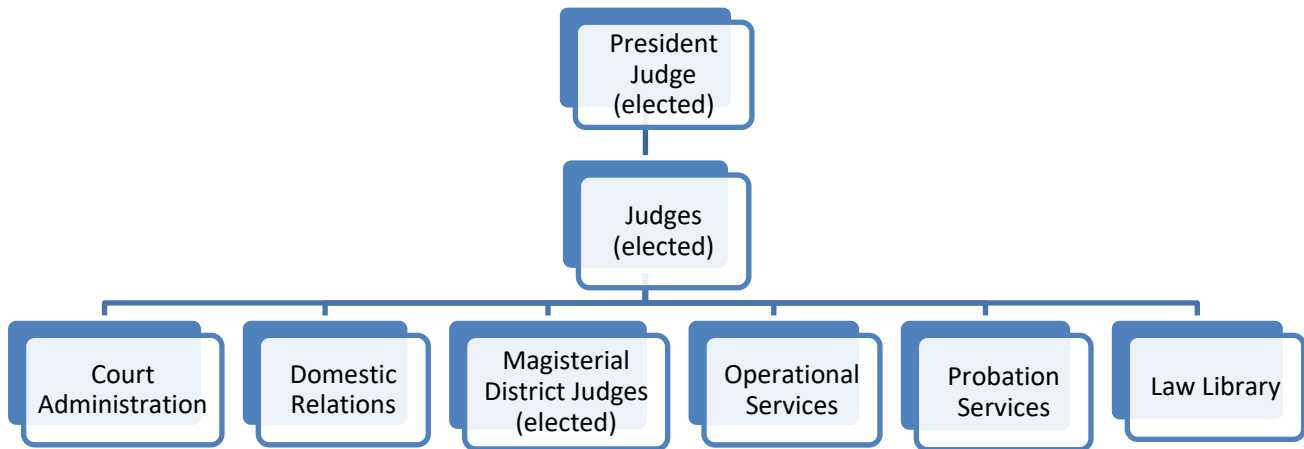 President
Judge
(elected)
Judges
(elected)
Court
Administration
Domestic
Relations
Magisterial
District Judges
(elected)
Operational
Services
Probation
Services
Law Library